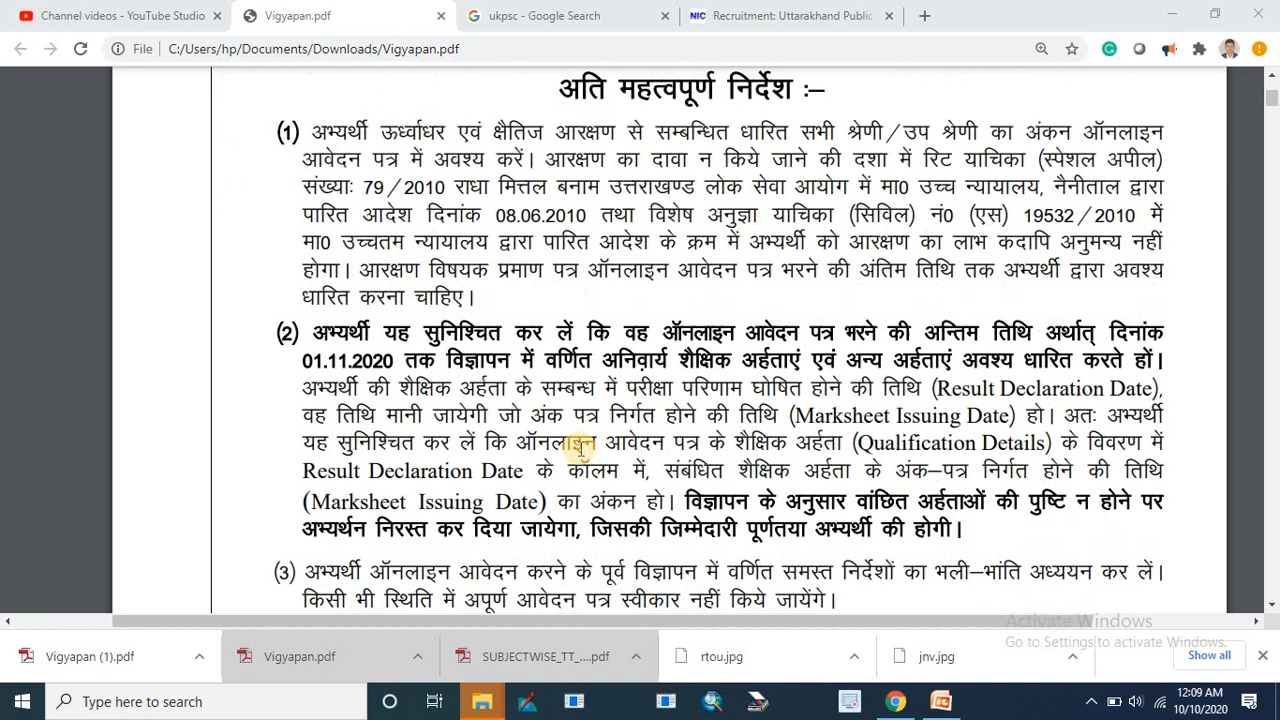 Channel videos - YouTube Studio
Vigyapan.pdf
ukpsc - Google Search
NIC Recruitment: Uttarakhand Public
File C:/Users/hp/Documents/Downloads/Vigyapan.pdf
अति महत्वपूर्ण निर्देश :–
(1) अभ्यर्थी ऊर्ध्वाधर एवं क्षैतिज आरक्षण से सम्बन्धित धारित सभी श्रेणी/उप श्रेणी का अंकन ऑनलाइन
आवेदन पत्र में अवश्य करें। आरक्षण का दावा न किये जाने की दशा में रिट याचिका (स्पेशल अपील)
संख्याः 79/2010 राधा मित्तल बनाम उत्तराखण्ड लोक सेवा आयोग में मा0 उच्च न्यायालय, नैनीताल द्वारा
पारित आदेश दिनांक 08.06.2010 तथा विशेष अनुज्ञा याचिका (सिविल) नं0 (एस) 19532/2010 में
मा0 उच्चतम न्यायालय द्वारा पारित आदेश के क्रम में अभ्यर्थी को आरक्षण का लाभ कदापि अनुमन्य नहीं
होगा। आरक्षण विषयक प्रमाण पत्र ऑनलाइन आवेदन पत्र भरने की अंतिम तिथि तक अभ्यर्थी द्वारा अवश्य
धारित करना चाहिए।
(2) अभ्यर्थी यह सुनिश्चित कर लें कि वह ऑनलाइन आवेदन पत्र भरने की अन्तिम तिथि अर्थात् दिनांक
01.11.2020 तक विज्ञापन में वर्णित अनिवार्य शैक्षिक अर्हताएं एवं अन्य अर्हताएं अवश्य धारित करते हों।
अभ्यर्थी की शैक्षिक अर्हता के सम्बन्ध में परीक्षा परिणाम घोषित होने की तिथि (Result Declaration Date),
वह तिथि मानी जायेगी जो अंक पत्र निर्गत होने की तिथि (Marksheet Issuing Date) हो। अतः अभ्यर्थी
यह सुनिश्चित कर लें कि ऑनलाइन आवेदन पत्र के शैक्षिक अर्हता (Qualification Details) के विवरण में
Result Declaration Date के कालम में, संबंधित शैक्षिक अर्हता के अंक–पत्र निर्गत होने की तिथि
(Marksheet Issuing Date) का अंकन हो। विज्ञापन के अनुसार वांछित अर्हताओं की पुष्टि न होने पर
अभ्यर्थन निरस्त कर दिया जायेगा, जिसकी जिम्मेदारी पूर्णतया अभ्यर्थी की होगी।
(3) अभ्यर्थी ऑनलाइन आवेदन करने के पूर्व विज्ञापन में वर्णित समस्त निर्देशों का भली–भांति अध्ययन कर लें।
किसी भी स्थिति में अपूर्ण आवेदन पत्र स्वीकार नहीं किये जायेंगे।
Activate Windows
Go to Settings to activate Windows.
Vigyapan (1).pdf
Vigyapan.pdf
SUBJECTWISE_TT_....pdf
rtou.jpg
jnv.jpg
Show all
Type here to search
12:09 AM
10/10/2020